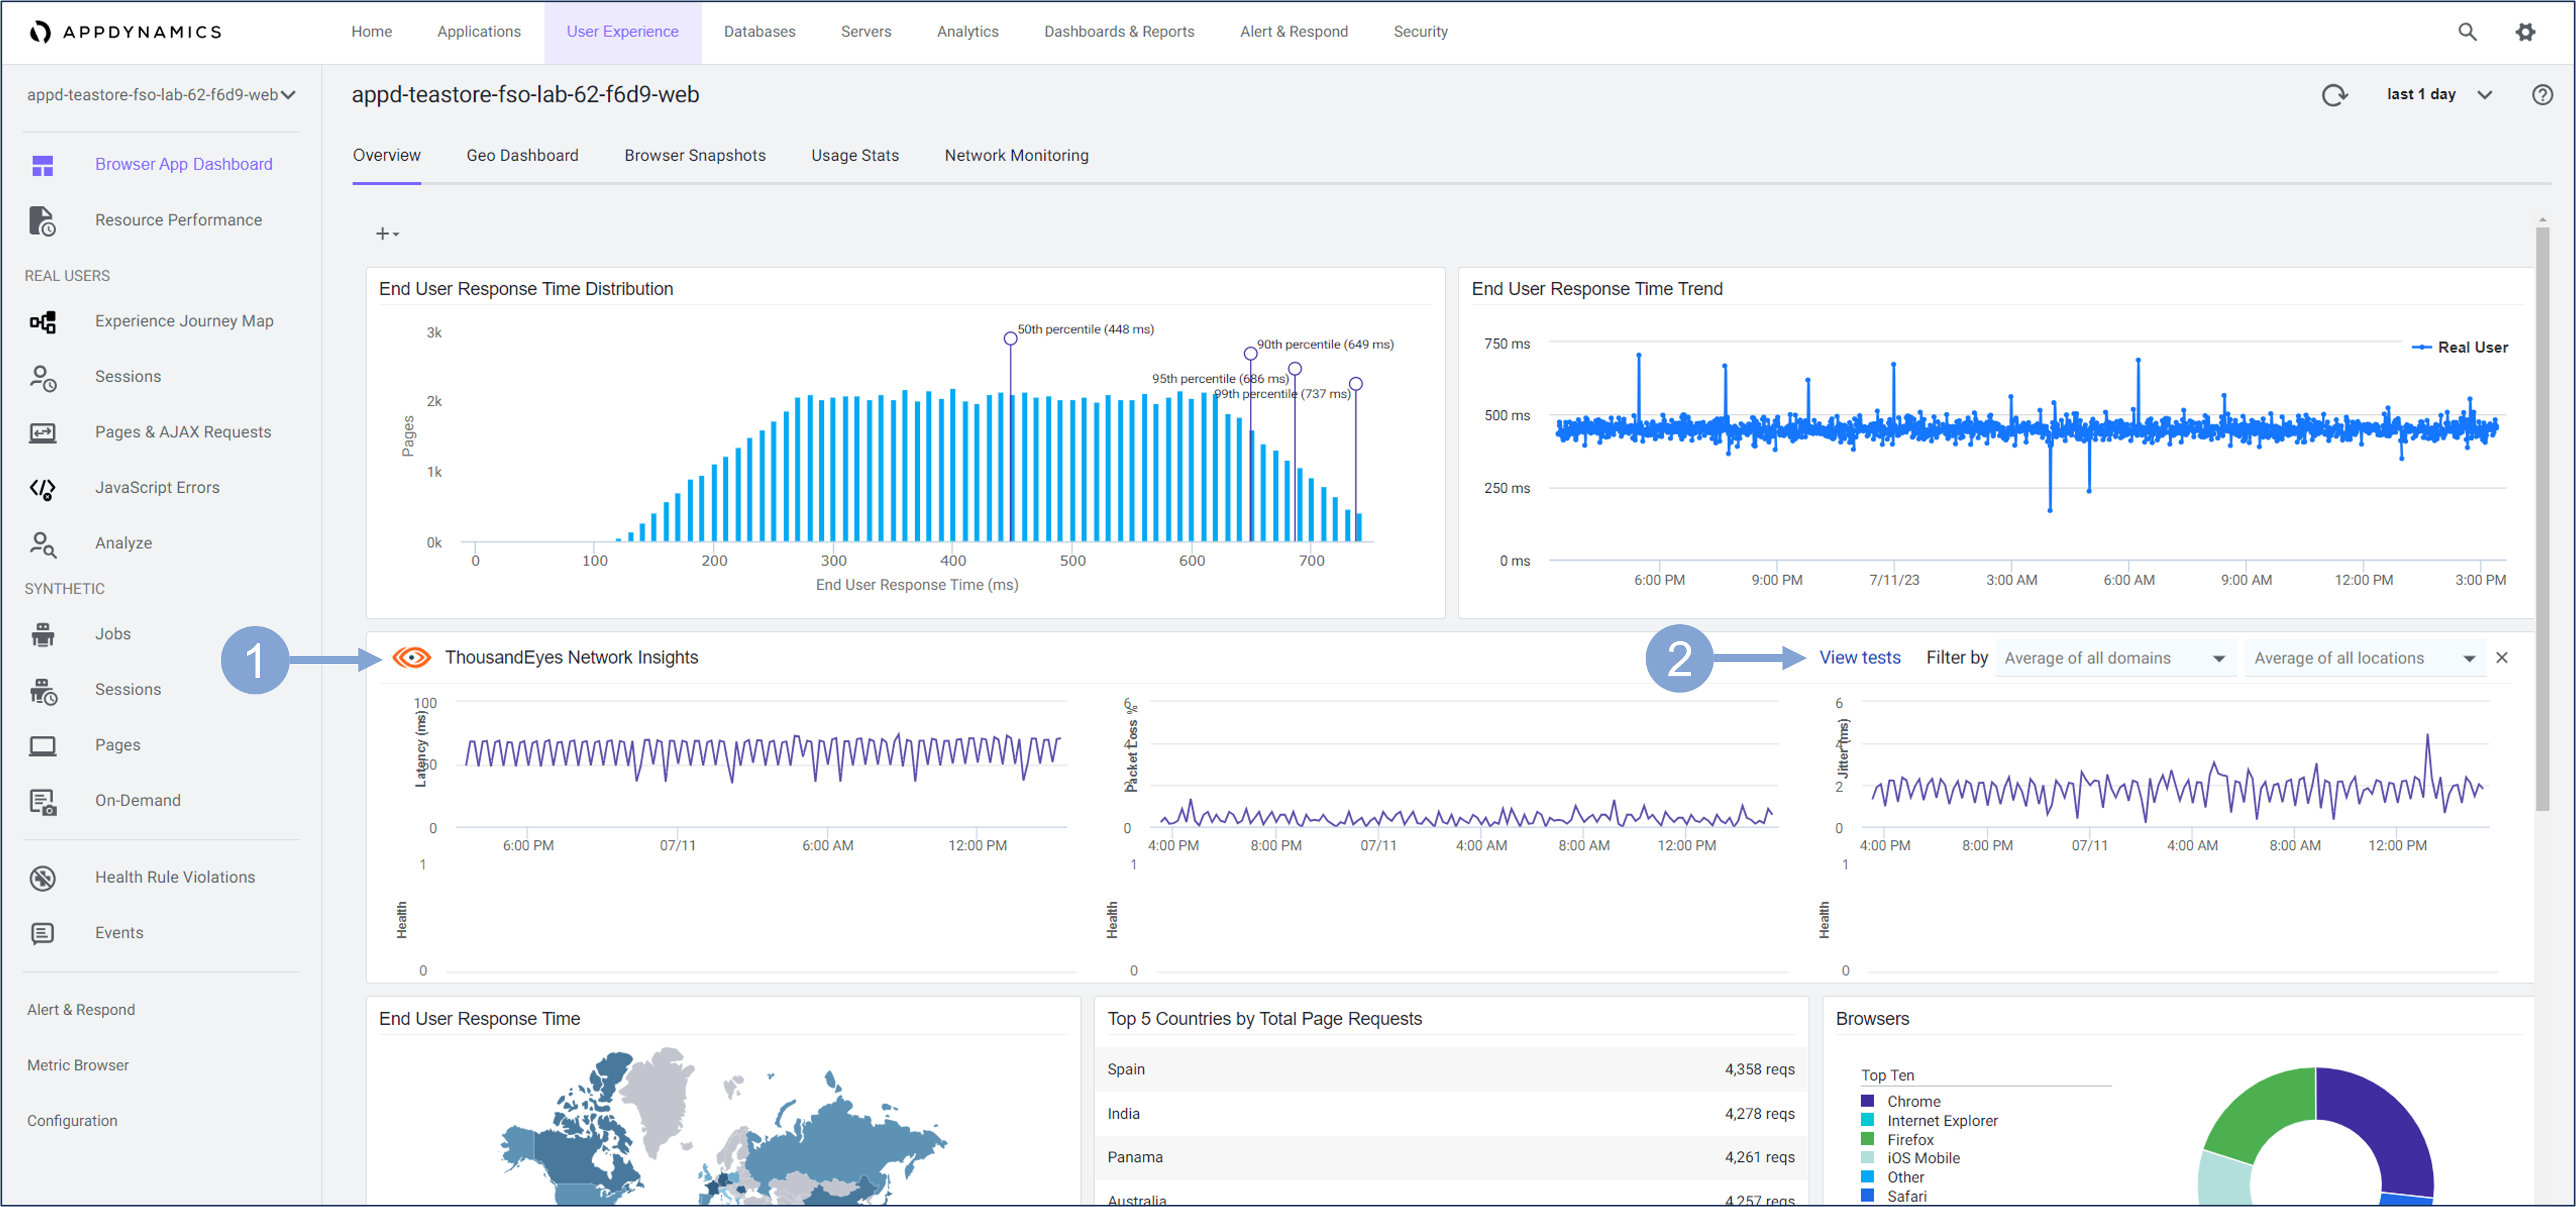 APPDYNAMICS
Home Applications User Experience Databases Servers Analytics Dashboards & Reports Alert & Respond Security
appd-teastore-fso-lab-62-f6d9-web
Browser App Dashboard
Resource Performance
REAL USERS
Experience Journey Map
Sessions
Pages & AJAX Requests
JavaScript Errors
Analyze
SYNTHETIC
Jobs
Sessions
Pages
On-Demand
Health Rule Violations
Events
Alert & Respond
Metric Browser
Configuration
appd-teastore-fso-lab-62-f6d9-web
last 1 day
Overview Geo Dashboard Browser Snapshots Usage Stats Network Monitoring
End User Response Time Distribution
Pages
3k
2k
1k
0k
50th percentile (448 ms)
90th percentile (649 ms)
95th percentile (686 ms)
99th percentile (737 ms)
0 100 200 300 400 500 600 700
End User Response Time (ms)
End User Response Time Trend
Real User
750 ms
500 ms
250 ms
0 ms
6:00 PM 9:00 PM 7/11/23 3:00 AM 6:00 AM 9:00 AM 12:00 PM 3:00 PM
1
ThousandEyes Network Insights
2
View tests Filter by Average of all domains Average of all locations
Latency (ms)
100
50
0
6:00 PM 07/11 6:00 AM 12:00 PM
Health
1
0
Packet Loss %
6
4
2
0
4:00 PM 8:00 PM 07/11 4:00 AM 8:00 AM 12:00 PM
Health
1
0
Jitter (ms)
6
4
2
0
4:00 PM 8:00 PM 07/11 4:00 AM 8:00 AM 12:00 PM
Health
1
0
End User Response Time
Top 5 Countries by Total Page Requests
Spain 4,358 reqs
India 4,278 reqs
Panama 4,261 reqs
Australia 4,257 reqs
Browsers
Top Ten
Chrome
Internet Explorer
Firefox
iOS Mobile
Other
Safari